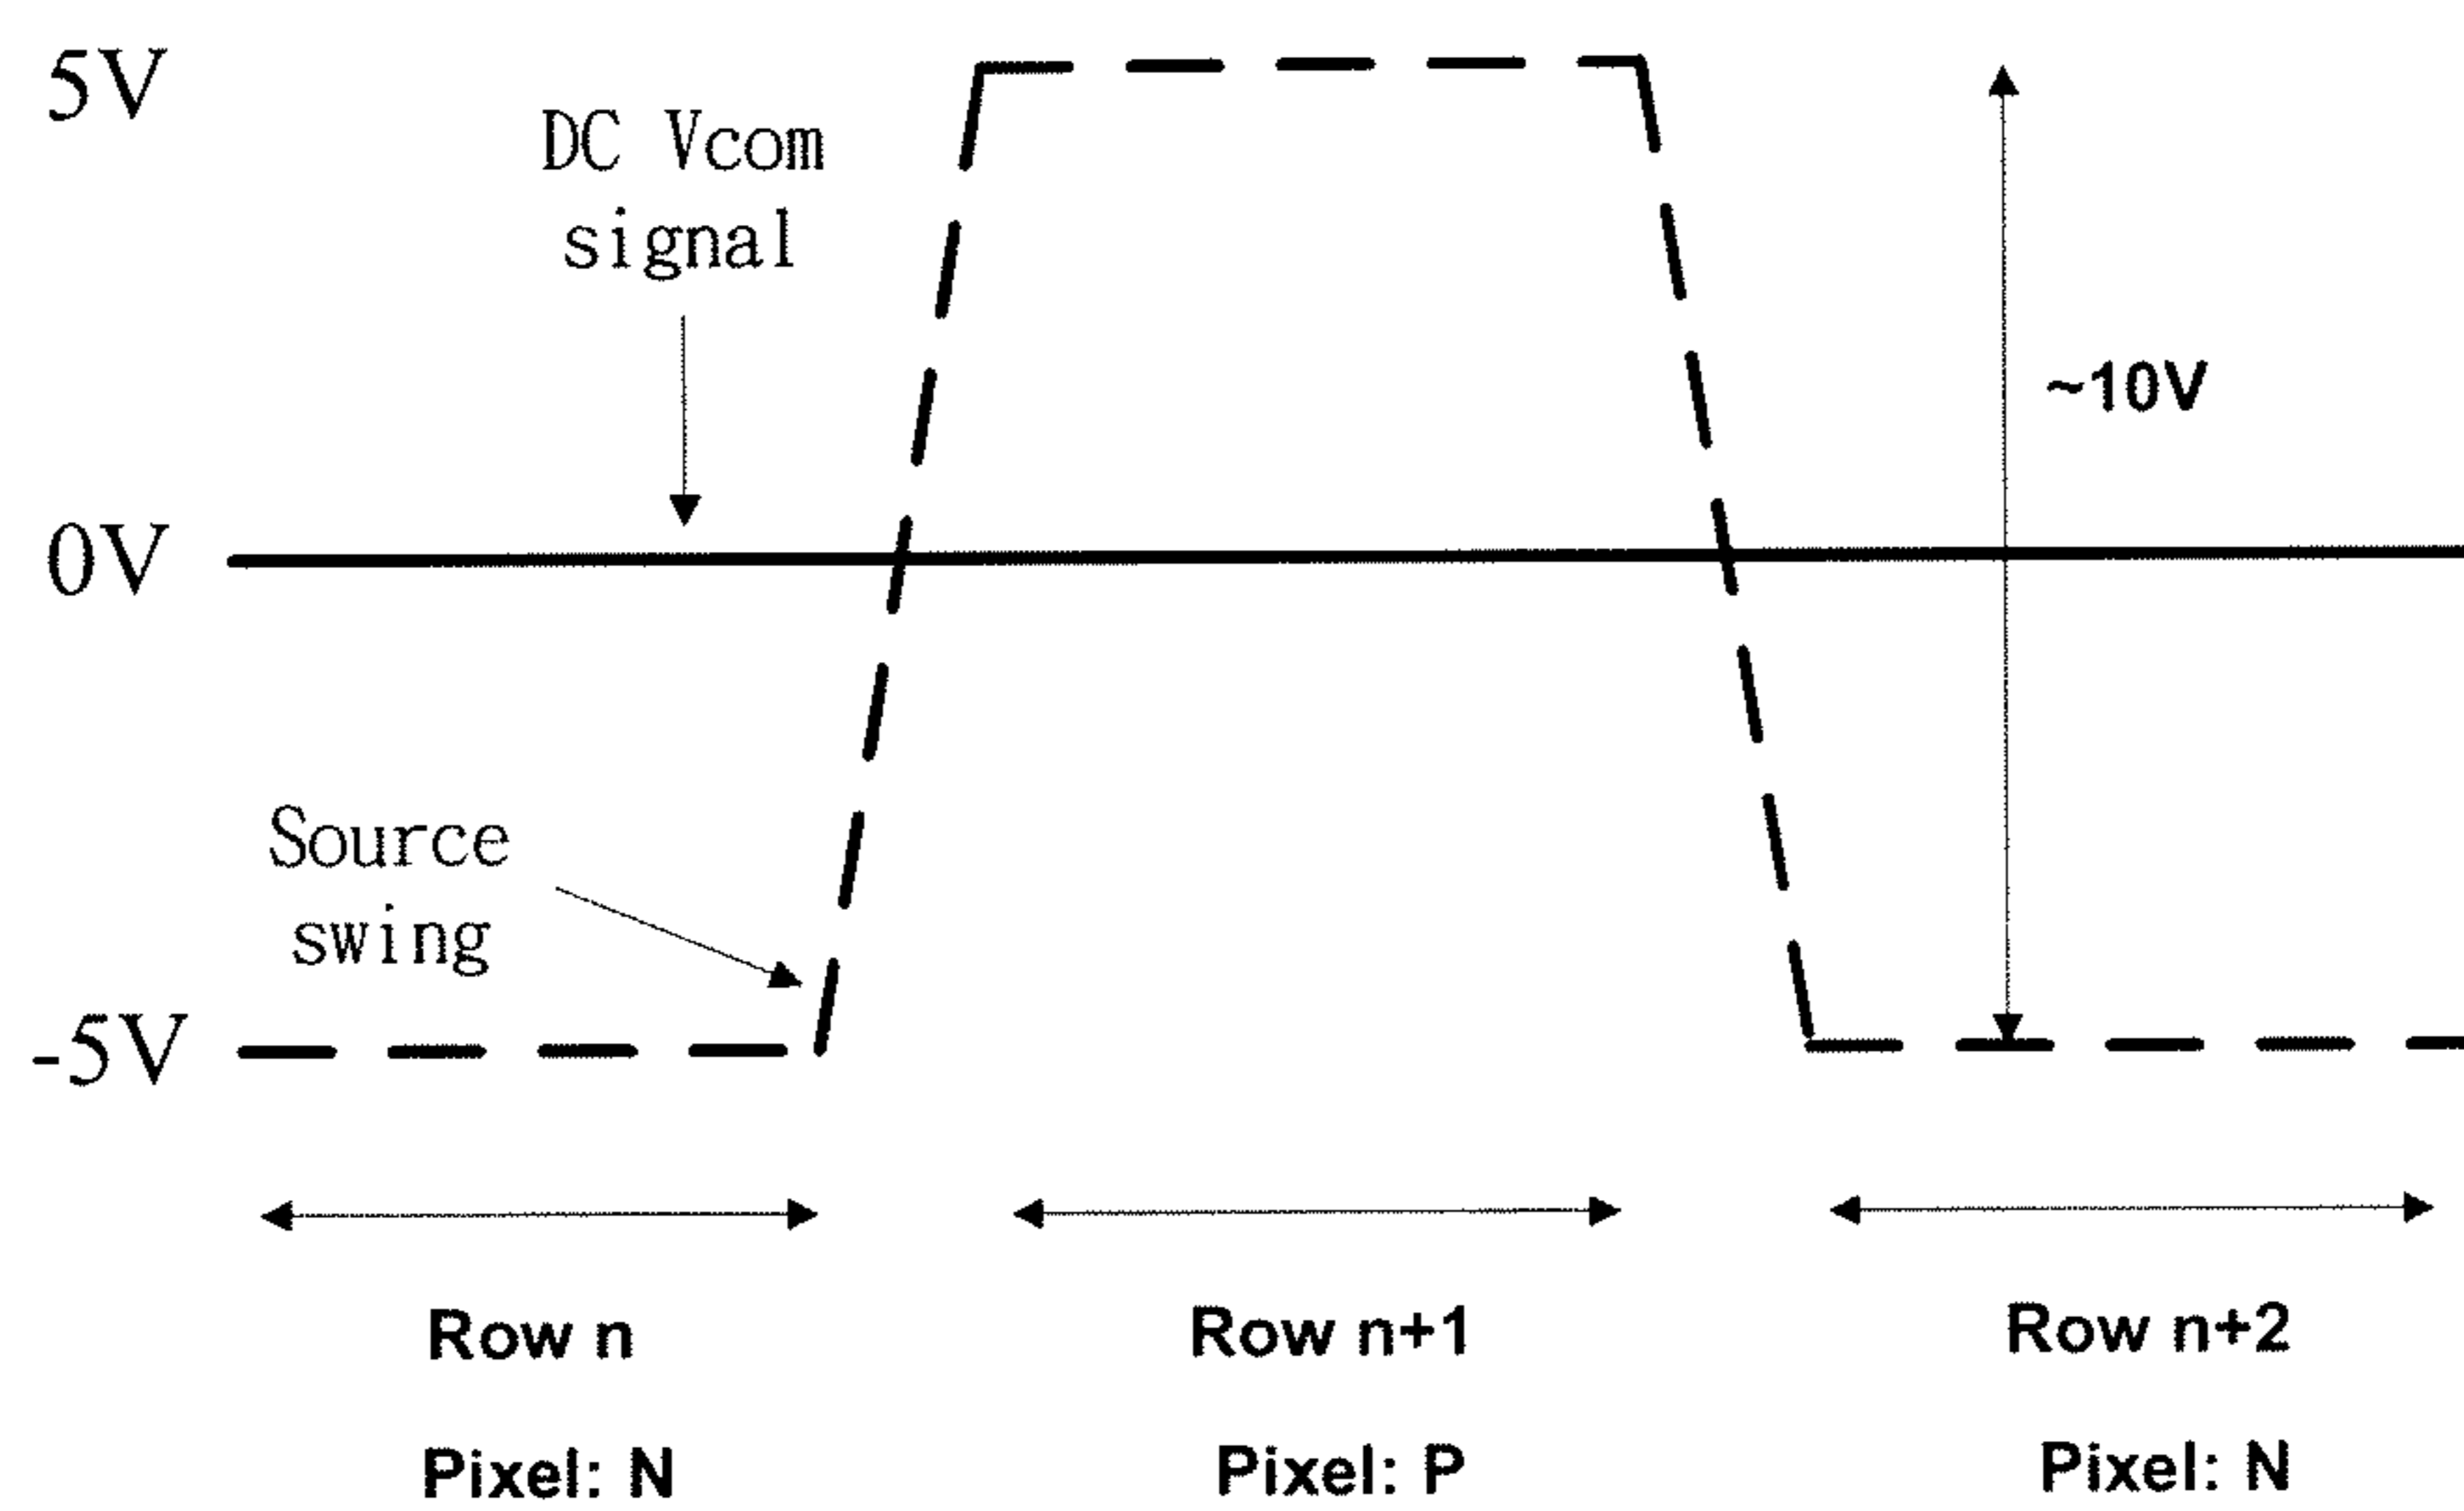 5V
DC Vcom
signal
~10V
0V
Source
swing
-5V
Row n
Row n+1
Row n+2
Pixel: N
Pixel: P
Pixel: N